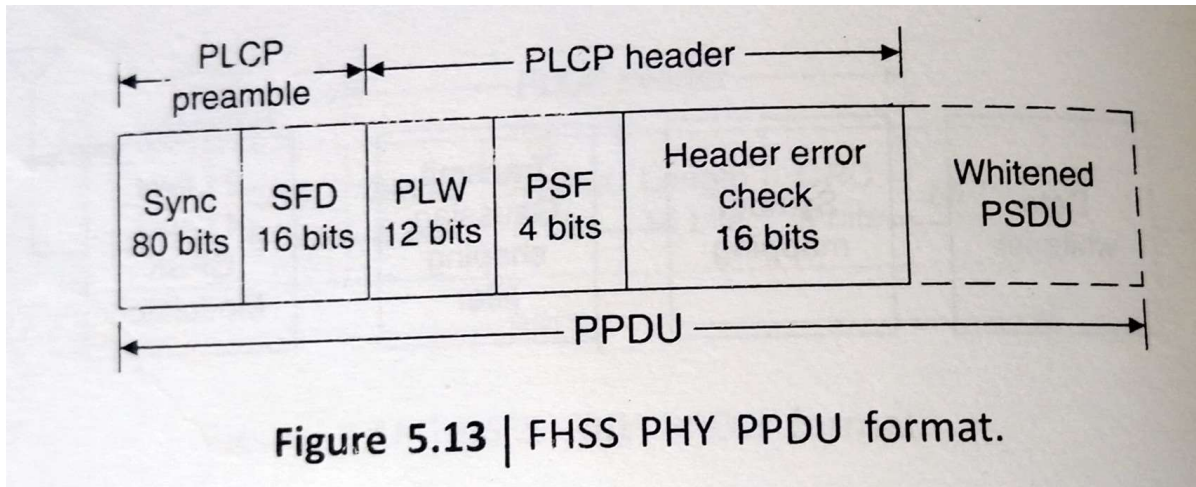 PLCP
preamble
PLCP header
Sync
80 bits
SFD
16 bits
PLW
12 bits
PSF
4 bits
Header error
check
16 bits
Whitened
PSDU
PPDU
Figure 5.13 | FHSS PHY PPDU format.